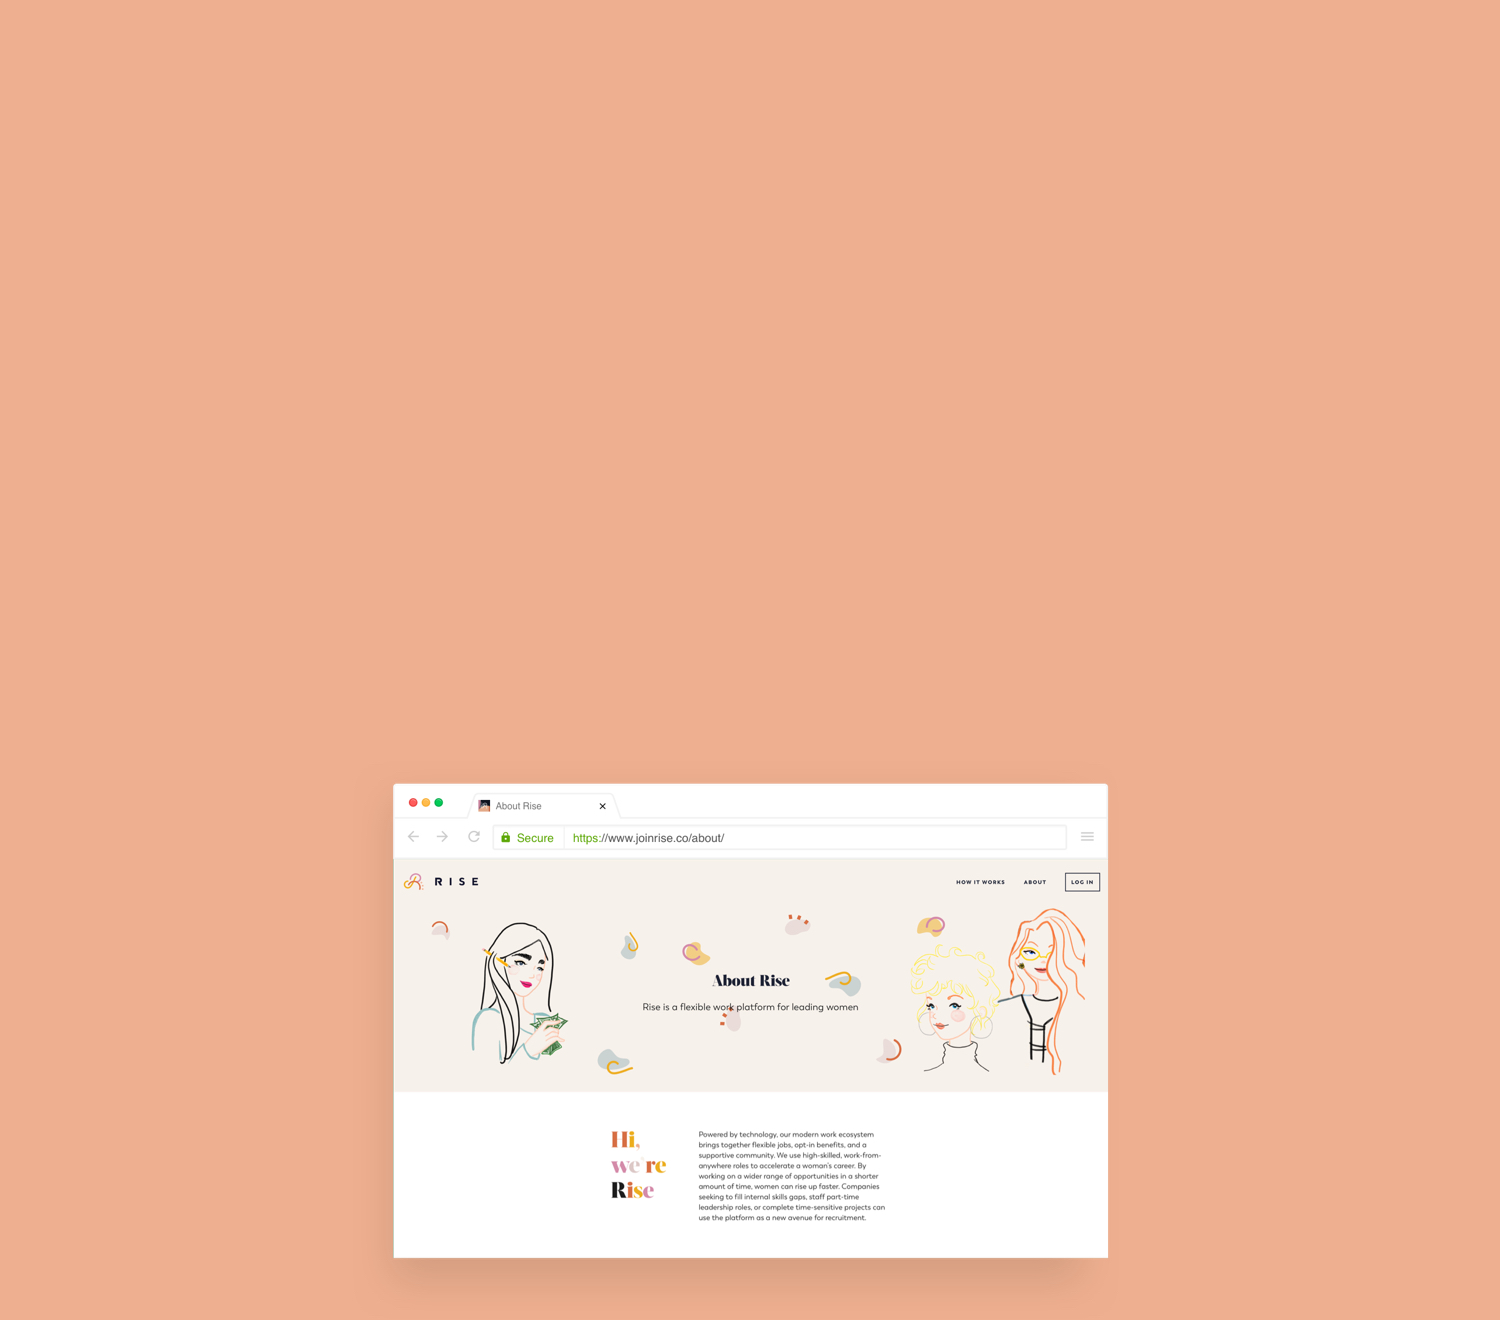 About Rise
Secure
https://www.joinrise.co/about/
RISE
HOW IT WORKS
ABOUT
LOG IN
About Rise
Rise is a flexible work platform for leading women
Hi,
we're
Rise
Powered by technology, our modern work ecosystem
brings together flexible jobs, opt-in benefits, and a
supportive community. We use high-skilled, work-from-
anywhere roles to accelerate a woman's career. By
working on a wider range of opportunities in a shorter
amount of time, women can rise up faster. Companies
seeking to fill internal skills gaps, staff part-time
leadership roles, or complete time-sensitive projects can
use the platform as a new avenue for recruitment.